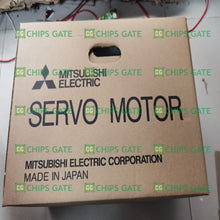 MITSUBISHI
ELECTRIC
SERVO MOTOR
MITSUBISHI ELECTRIC CORPORATION
MADE IN JAPAN
CHIPS GATE